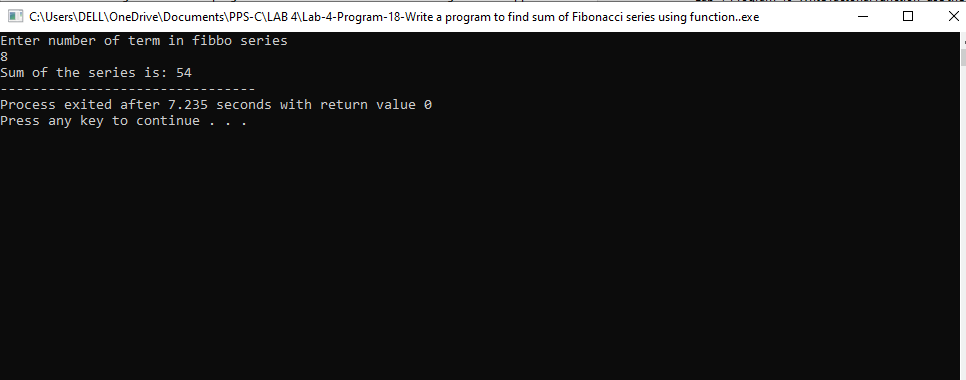 C:\Users\DELL\OneDrive\Documents\PPS-C\LAB 4\Lab-4-Program-18-Write a program to find sum of Fibonacci series using function..exe
Enter number of term in fibbo series
8
Sum of the series is: 54
--------------------------------
Process exited after 7.235 seconds with return value 0
Press any key to continue . . .